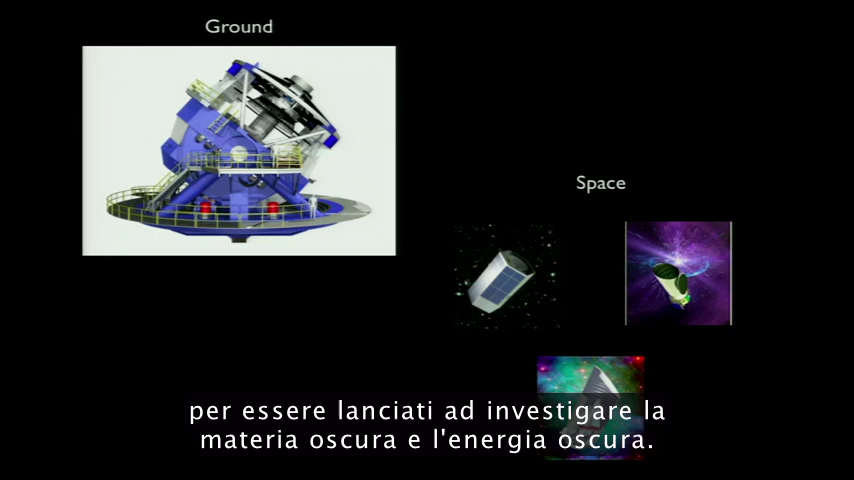 Ground
Space
per essere lanciati ad investigare la
materia oscura e l'energia oscura.